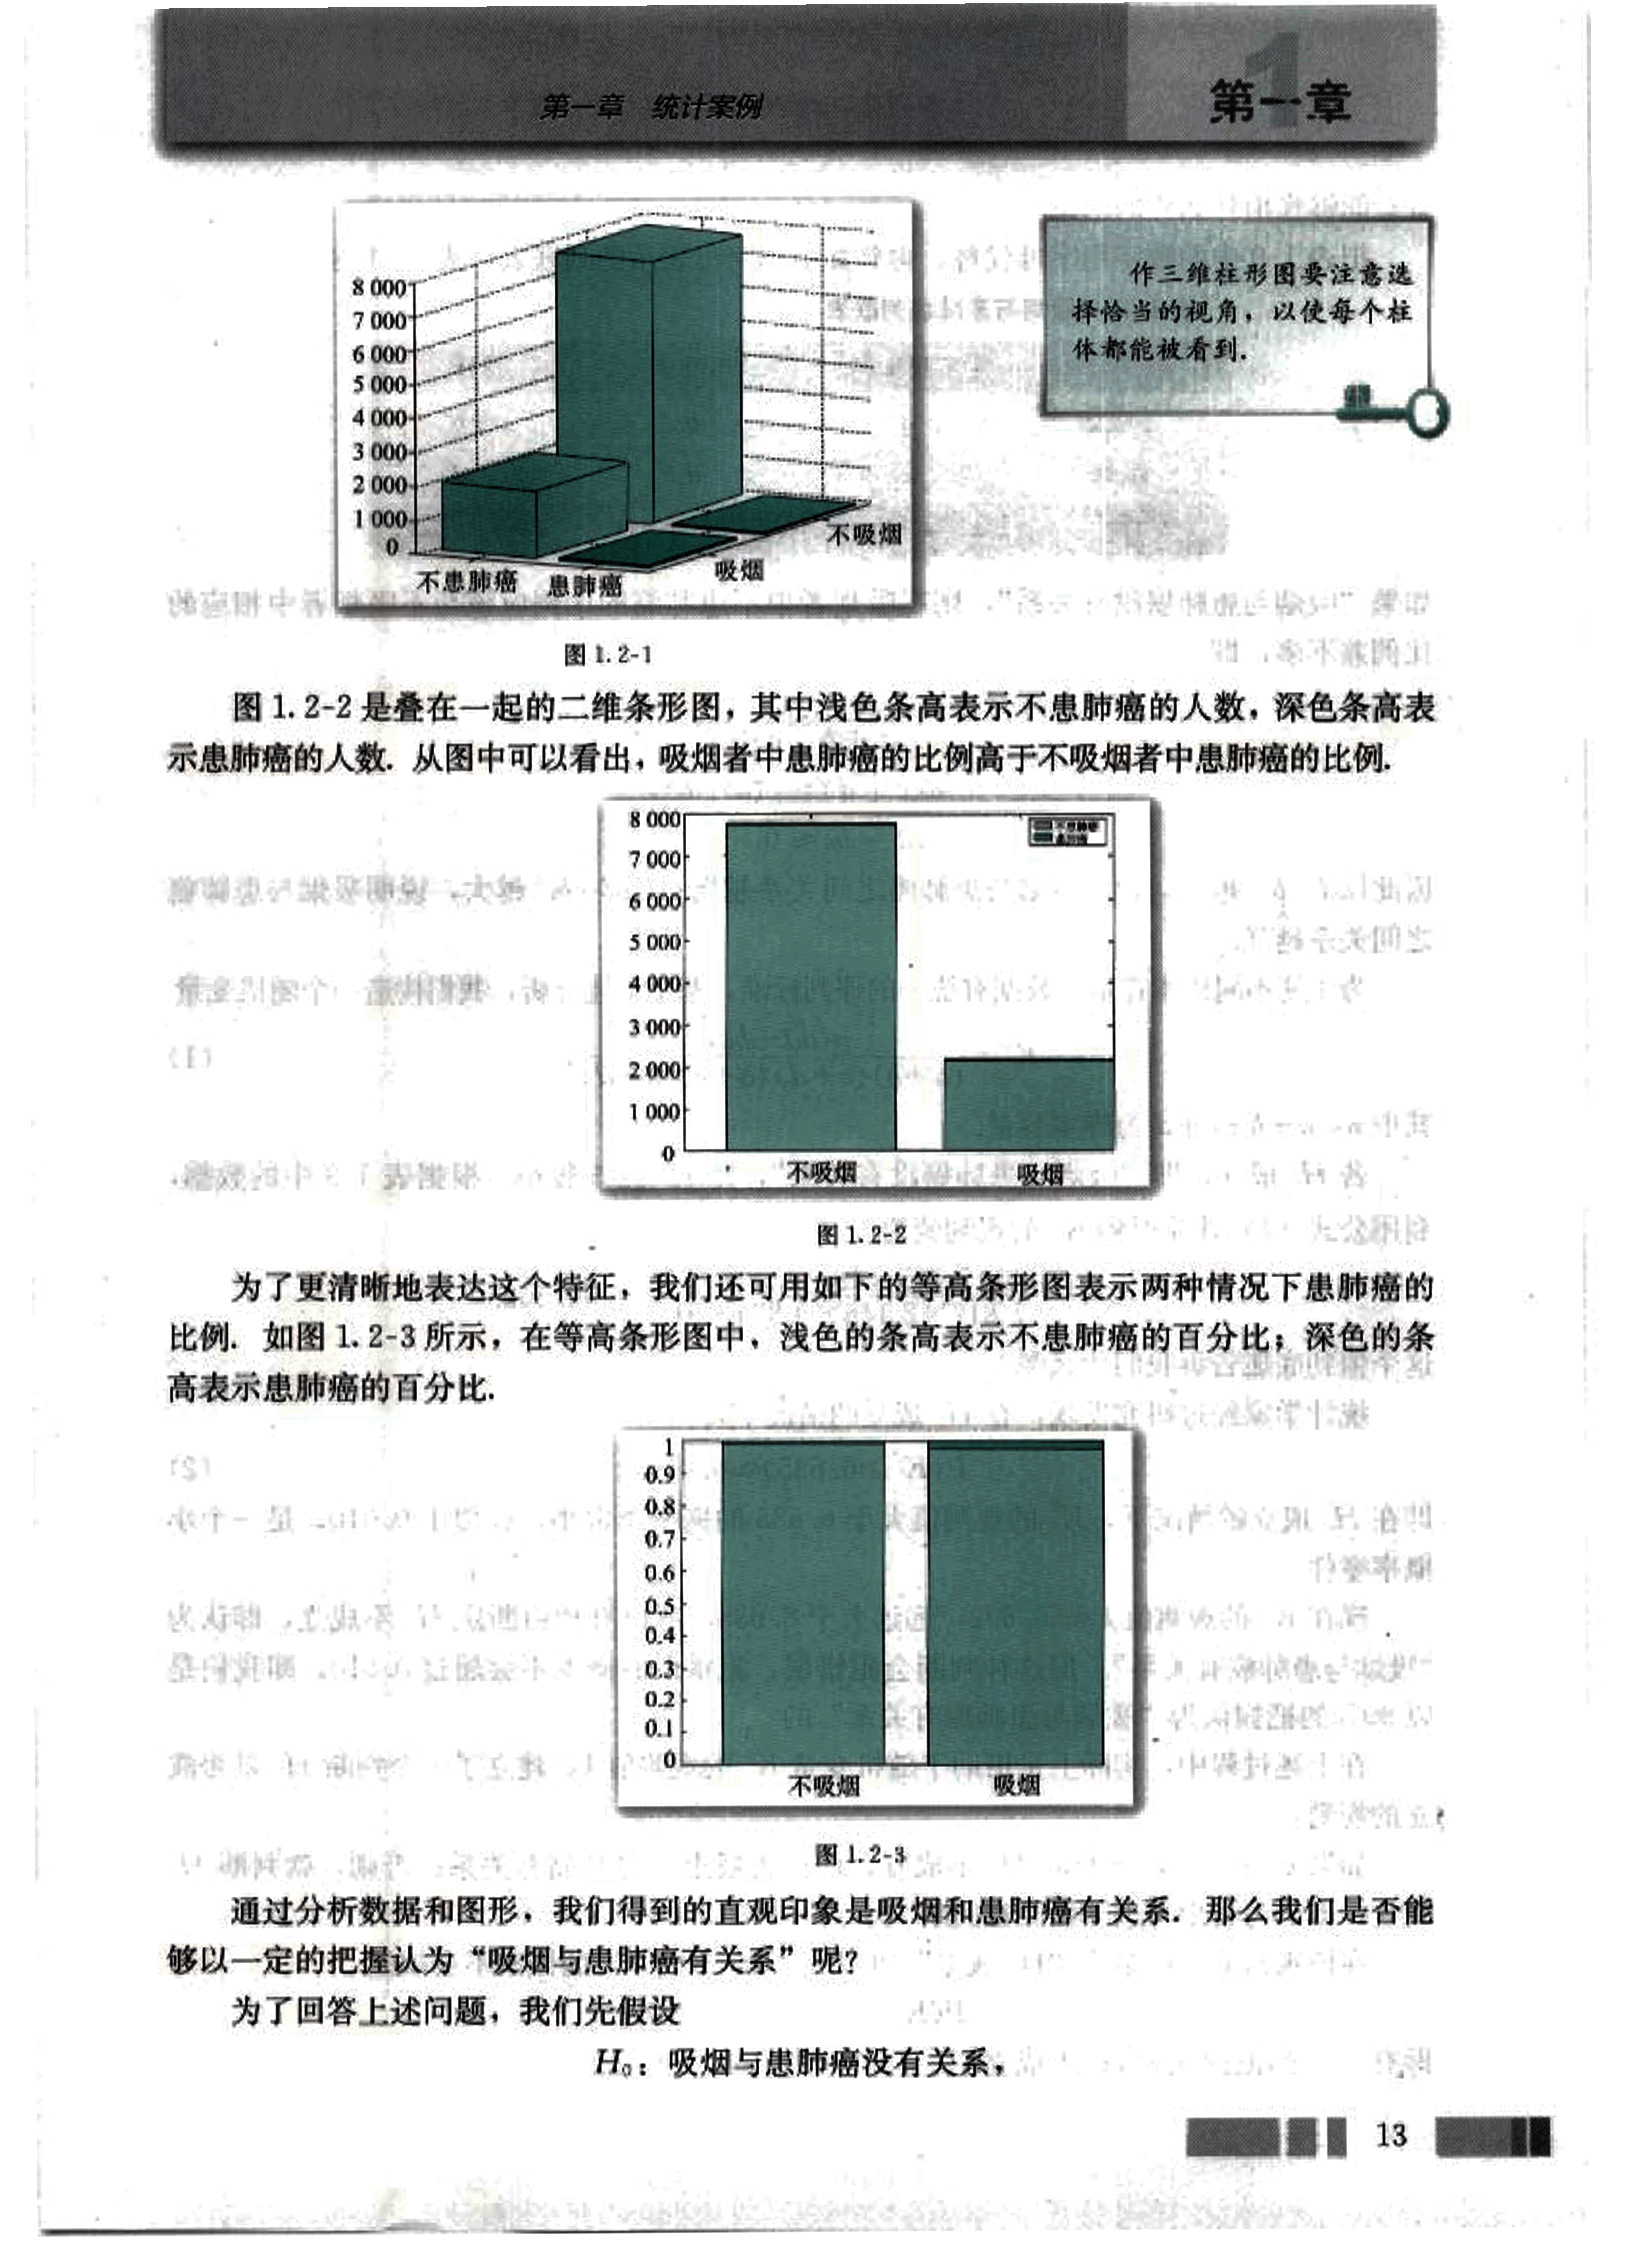 第一章 统计案例
第一章
8 000
7 000
6 000
5 000
4 000
3 000
2 000
1 000
0
不患肺癌
患肺癌
吸烟
不吸烟
作三维柱形图要注意选
择恰当的视角，以使每个柱
体都能被看到.
图 1.2-1
图 1.2-2 是叠在一起的二维条形图，其中浅色条高表示不患肺癌的人数，深色条高表
示患肺癌的人数. 从图中可以看出，吸烟者中患肺癌的比例高于不吸烟者中患肺癌的比例.
8 000
7 000
6 000
5 000
4 000
3 000
2 000
1 000
0
不吸烟
吸烟
图 1.2-2
为了更清晰地表达这个特征，我们还可用如下的等高条形图表示两种情况下患肺癌的
比例. 如图 1.2-3 所示，在等高条形图中，浅色的条高表示不患肺癌的百分比；深色的条
高表示患肺癌的百分比.
1
0.9
0.8
0.7
0.6
0.5
0.4
0.3
0.2
0.1
0
不吸烟
吸烟
图 1.2-3
通过分析数据和图形，我们得到的直观印象是吸烟和患肺癌有关系. 那么我们是否能
够以一定的把握认为“吸烟与患肺癌有关系”呢？
为了回答上述问题，我们先假设
H₀：吸烟与患肺癌没有关系，
13